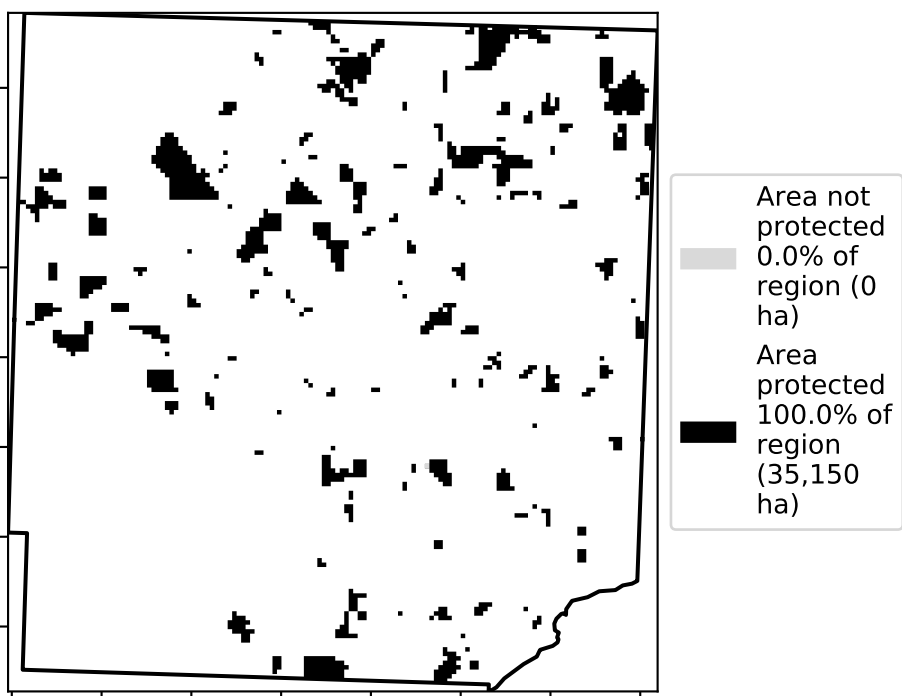 Area not
protected
0.0% of
region (0
ha)
Area
protected
100.0% of
region
(35,150
ha)